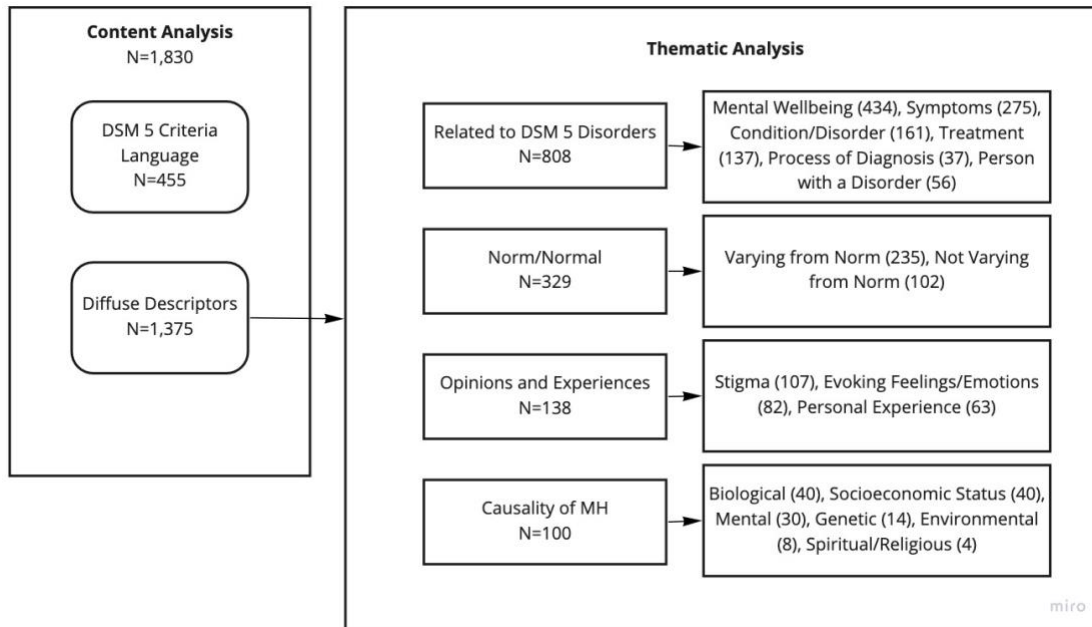 Content Analysis
N=1,830
DSM 5 Criteria
Language
N=455
Diffuse Descriptors
N=1,375
Thematic Analysis
Related to DSM 5 Disorders
N=808
Mental Wellbeing (434), Symptoms (275),
Condition/Disorder (161), Treatment
(137), Process of Diagnosis (37), Person
with a Disorder (56)
Norm/Normal
N=329
Varying from Norm (235), Not Varying
from Norm (102)
Opinions and Experiences
N=138
Stigma (107), Evoking Feelings/Emotions
(82), Personal Experience (63)
Causality of MH
N=100
Biological (40), Socioeconomic Status (40),
Mental (30), Genetic (14), Environmental
(8), Spiritual/Religious (4)
miro